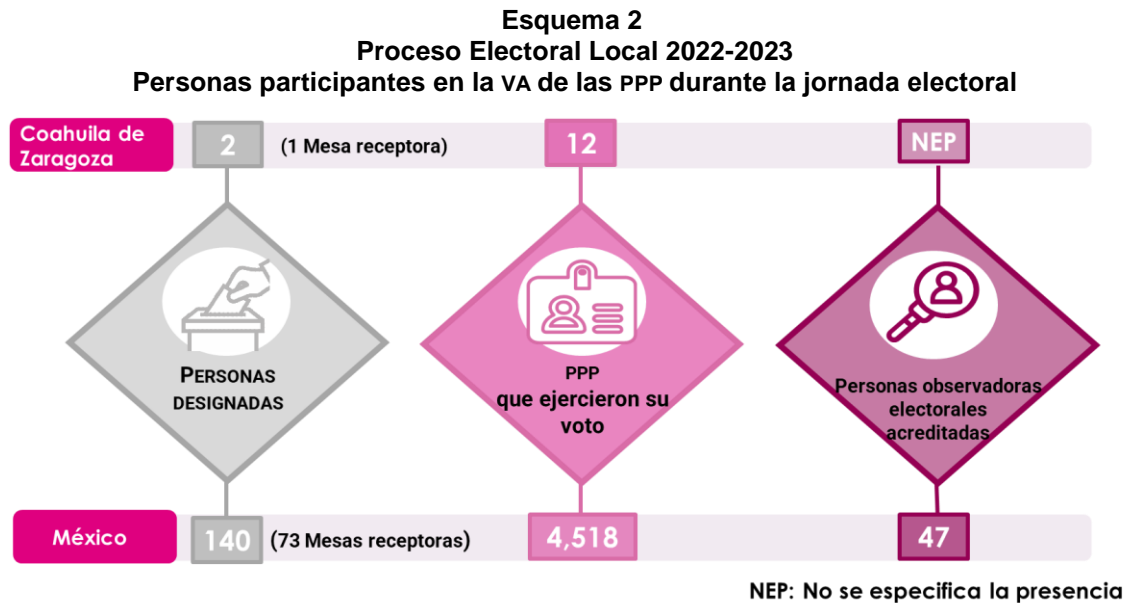 Esquema 2
Proceso Electoral Local 2022-2023
Personas participantes en la VA de las PPP durante la jornada electoral
Coahuila de
Zaragoza
2
(1 Mesa receptora)
12
NEP
PERSONAS
DESIGNADAS
PPP
que ejercieron su
voto
Personas observadoras
electorales
acreditadas
México
140
(73 Mesas receptoras)
4,518
47
NEP: No se especifica la presencia